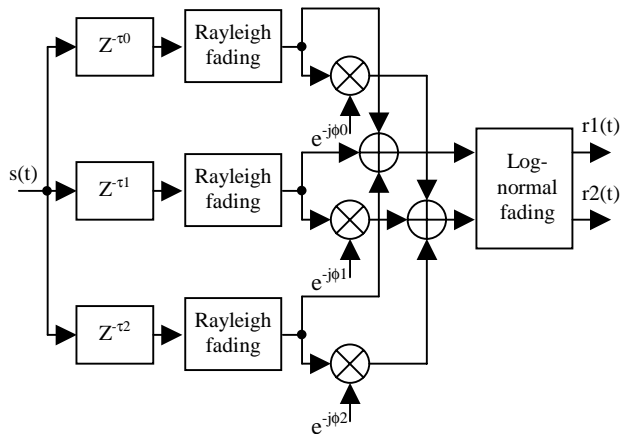 Z-τ0
Rayleigh
fading
e-jϕ0
r1(t)
s(t)
Z-τ1
Rayleigh
fading
Log-
normal
fading
r2(t)
e-jϕ1
Z-τ2
Rayleigh
fading
e-jϕ2